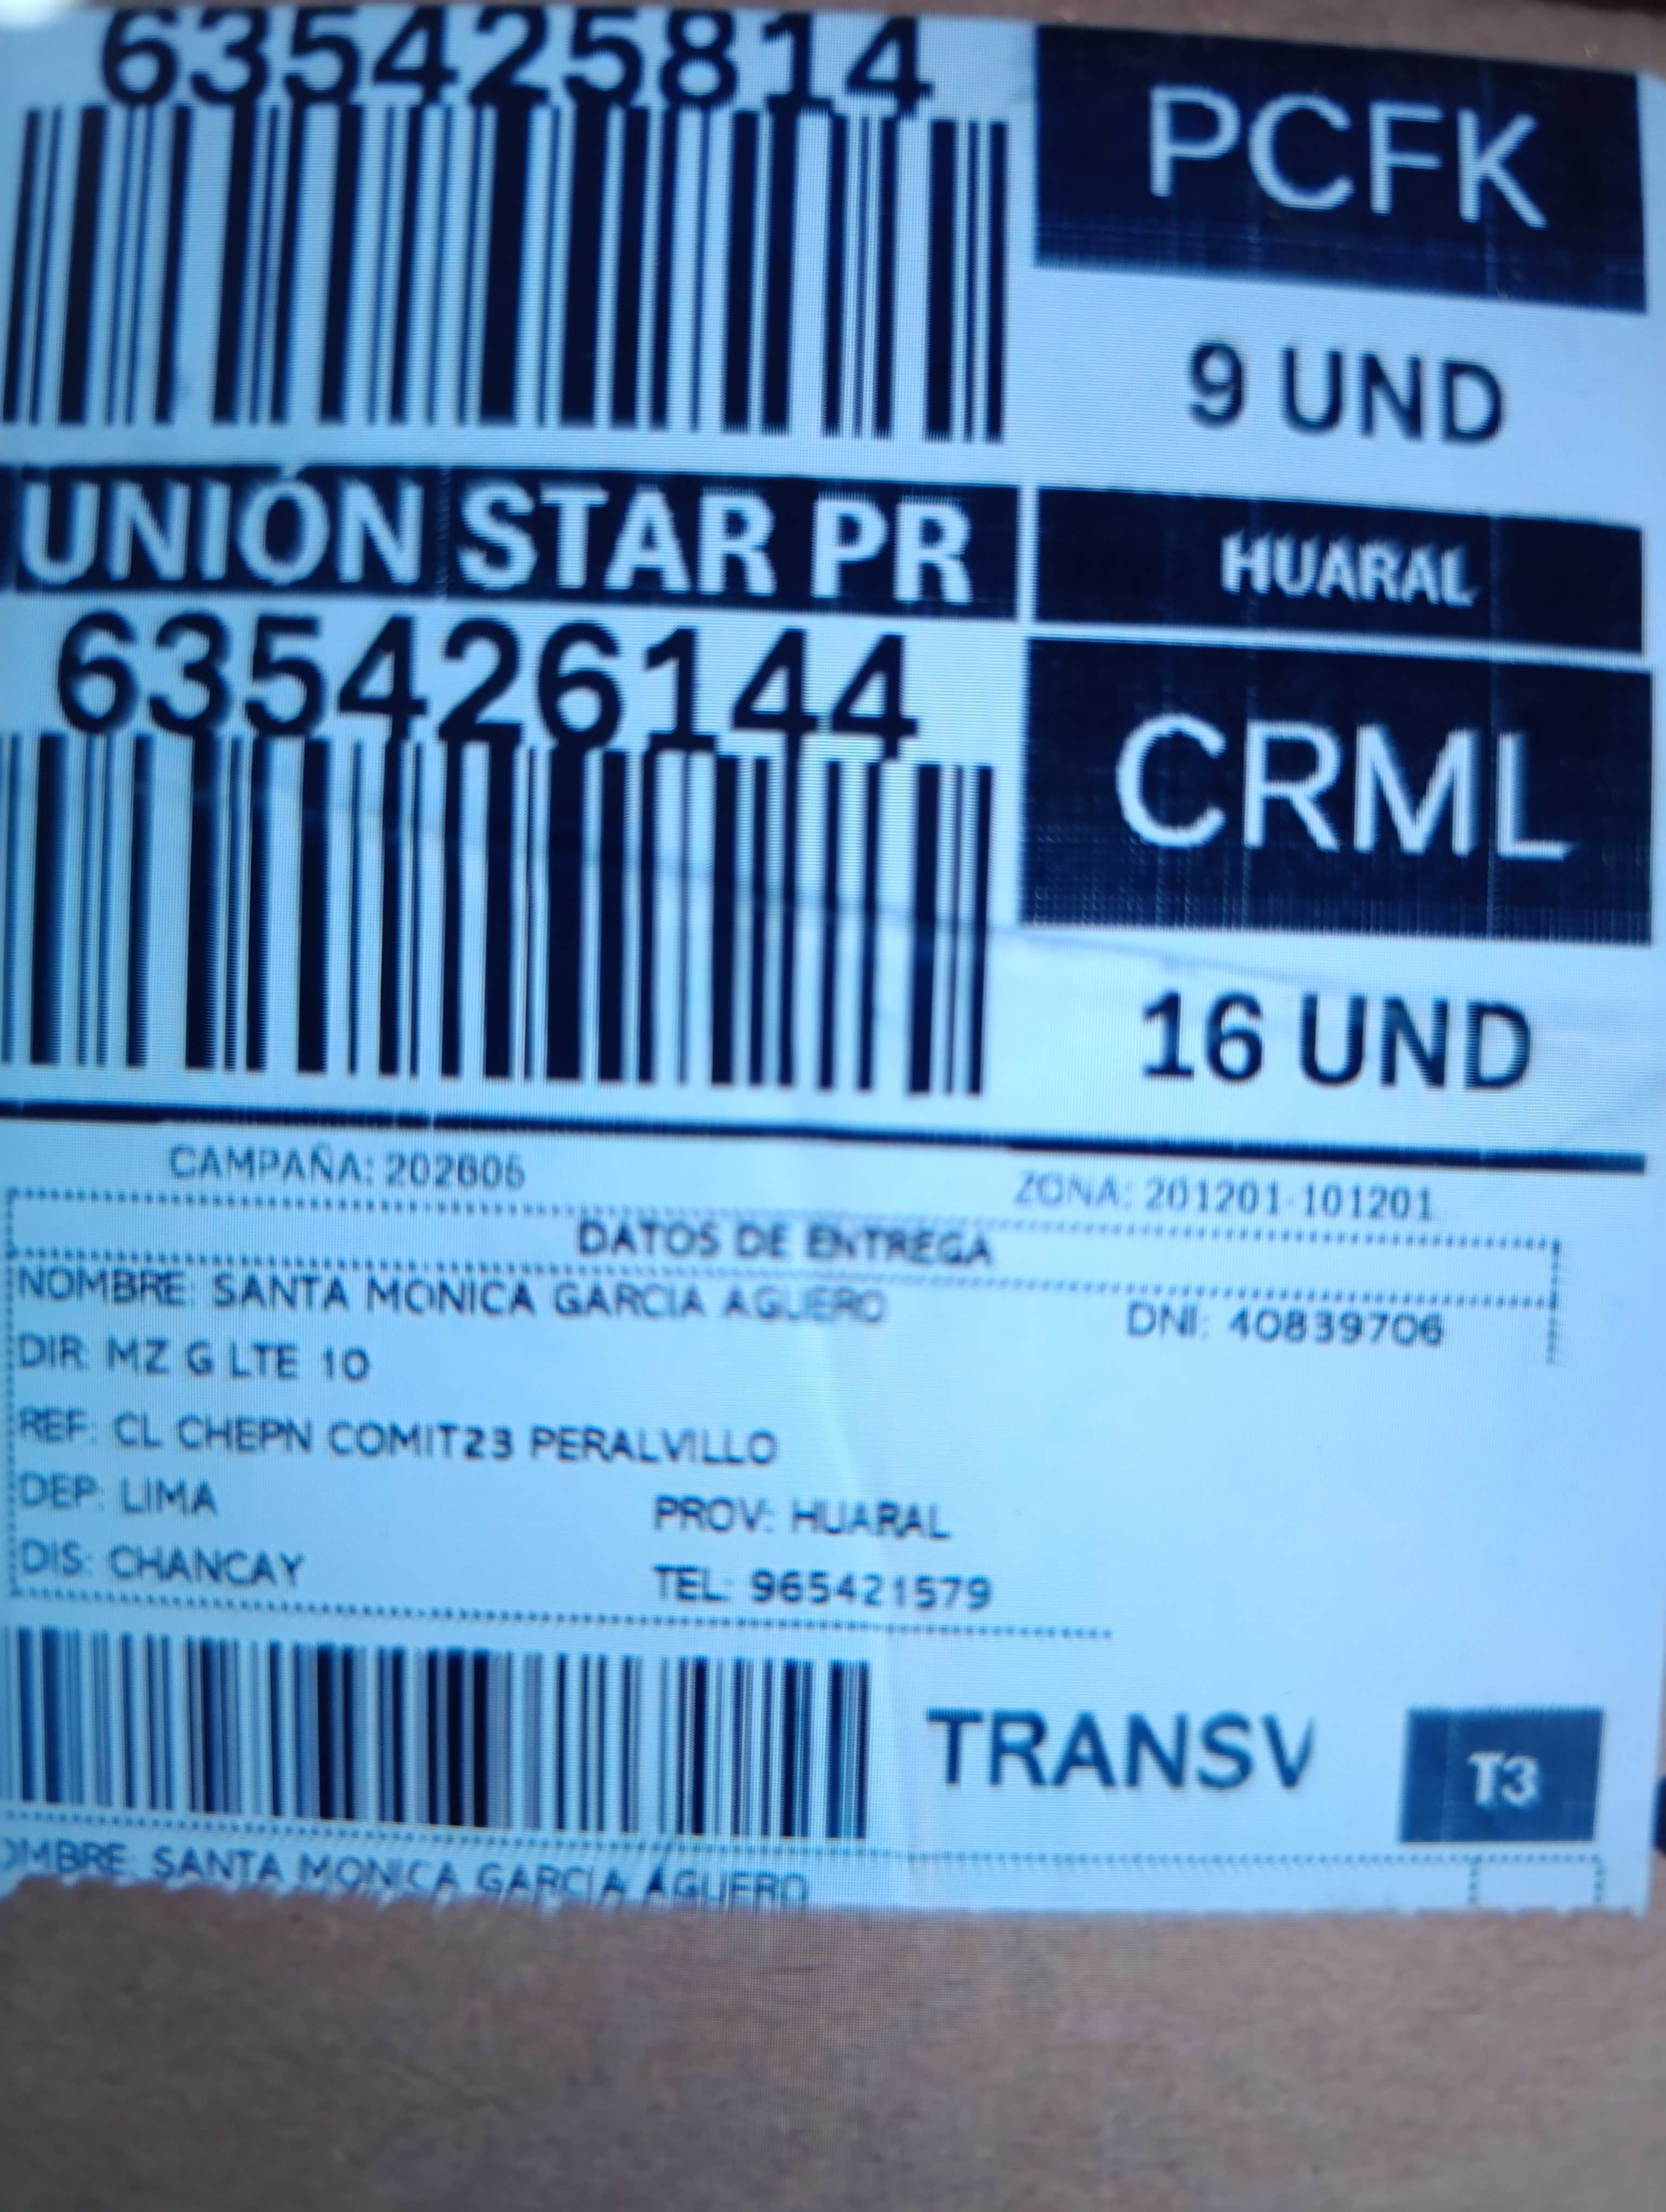 635425814
PCFK
9 UND
UNIÓN STAR PR
HUARAL
635426144
CRML
16 UND
CAMPAÑA: 202606
ZONA: 201201-101201
DATOS DE ENTREGA
NOMBRE: SANTA MONICA GARCIA AGUERO DNI: 40839706
DIR: MZ G LTE 10
REF: CL CHEPN COMIT23 PERALVILLO
DEP: LIMA PROV: HUARAL
DIS: CHANCAY TEL: 965421579
TRANSV
T3
OMBRE: SANTA MONICA GARCIA AGUERO